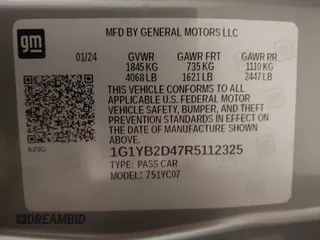 gm
MFD BY GENERAL MOTORS LLC
01/24 GVWR GAWR FRT GAWR RR
1845 KG 735 KG 1110 KG
4068 LB 1621 LB 2447 LB
THIS VEHICLE CONFORMS TO ALL
APPLICABLE U.S. FEDERAL MOTOR
VEHICLE SAFETY, BUMPER, AND THEFT
PREVENTION STANDARDS IN EFFECT ON
THE DATE OF MANUFACTURE SHOWN
ABOVE.
623G
1G1YB2D47R5112325
TYPE: PASS CAR
MODEL: 751YC07
DREAMBID